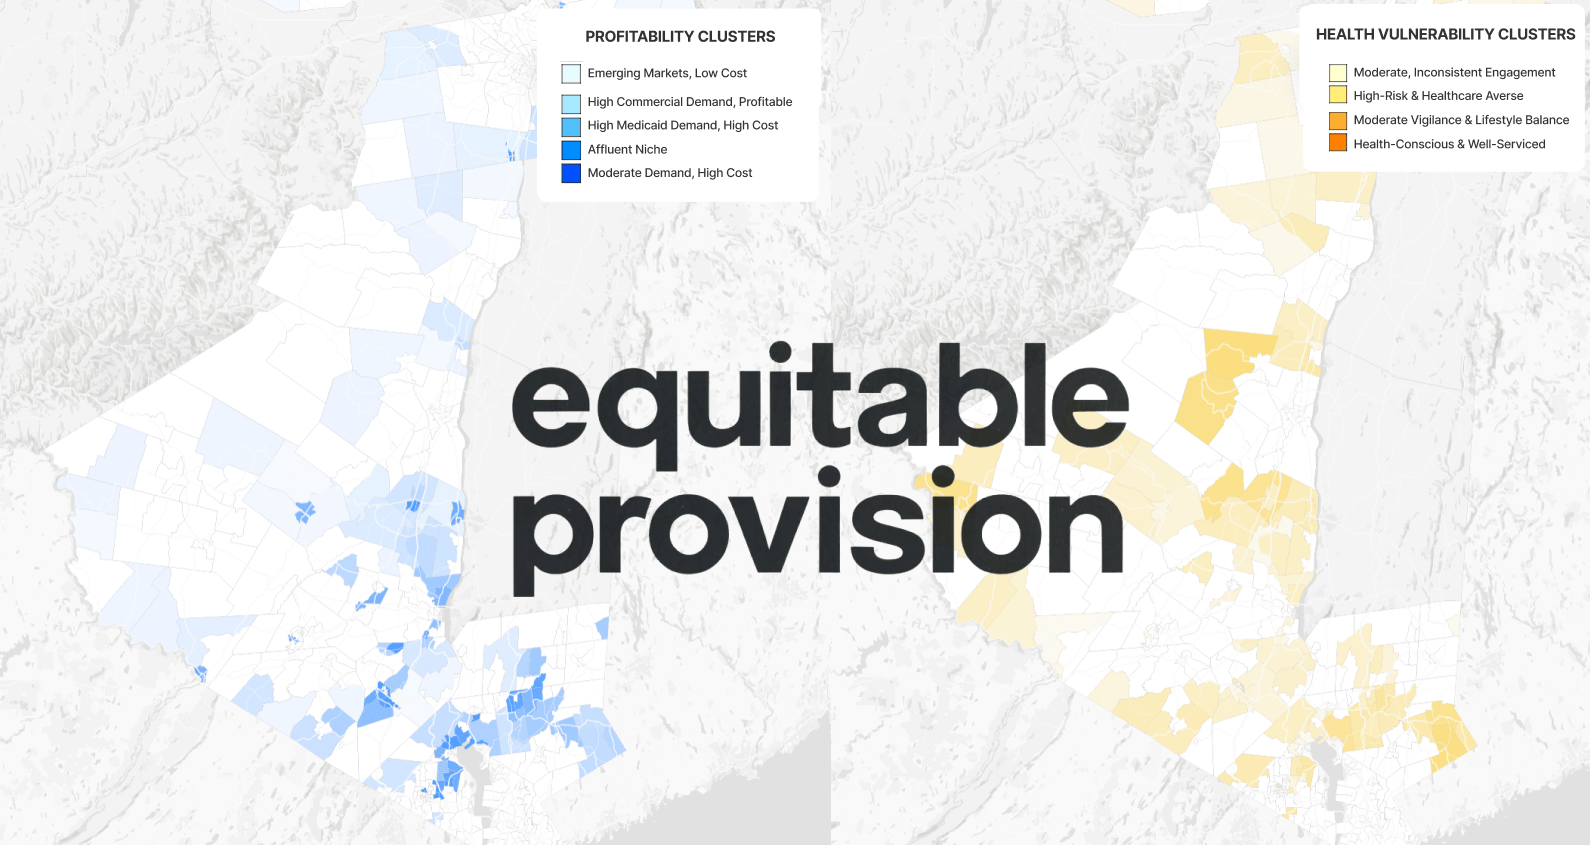 PROFITABILITY CLUSTERS
Emerging Markets, Low Cost
High Commercial Demand, Profitable
High Medicaid Demand, High Cost
Affluent Niche
Moderate Demand, High Cost
HEALTH VULNERABILITY CLUSTERS
Moderate, Inconsistent Engagement
High-Risk & Healthcare Averse
Moderate Vigilance & Lifestyle Balance
Health-Conscious & Well-Serviced
equitable
provision